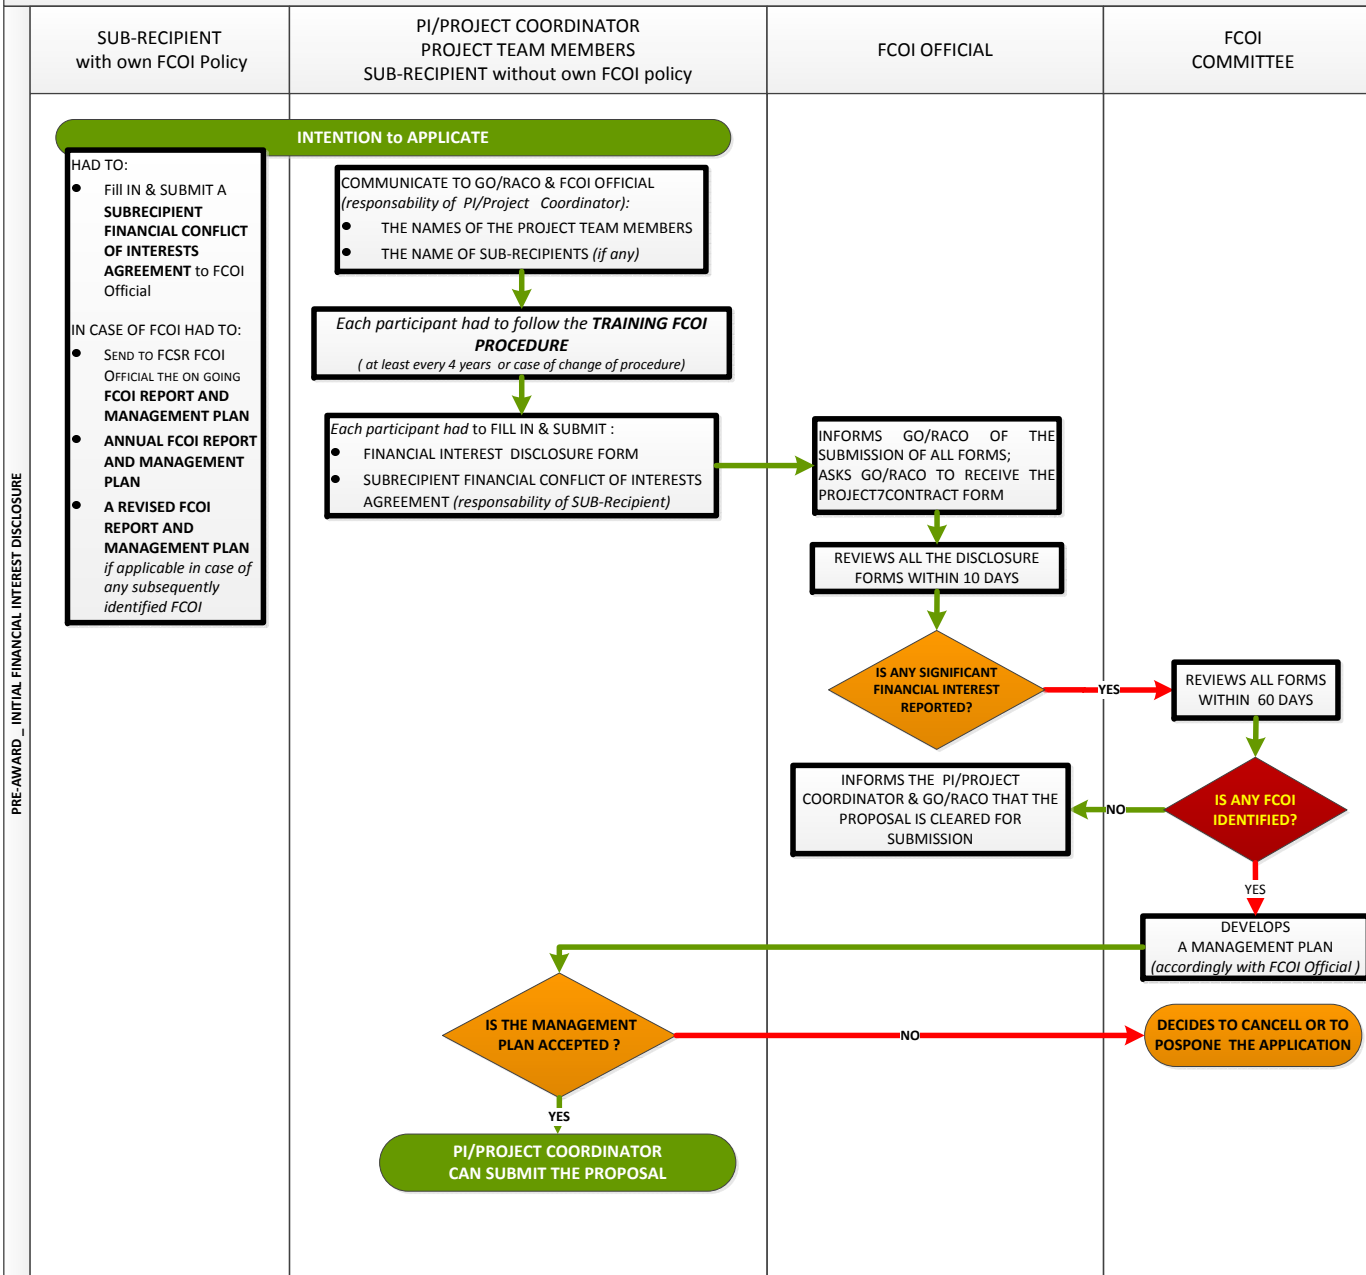 SUB-RECIPIENT
with own FCOI Policy
PI/PROJECT COORDINATOR
PROJECT TEAM MEMBERS
SUB-RECIPIENT without own FCOI policy
FCOI OFFICIAL
FCOI
COMMITTEE
PRE-AWARD_ INITIAL FINANCIAL INTEREST DISCLOSURE
INTENTION to APPLICATE
HAD TO:
• Fill IN & SUBMIT A
SUBRECIPIENT
FINANCIAL CONFLICT
OF INTERESTS
AGREEMENT to FCOI
Official
IN CASE OF FCOI HAD TO:
• SEND TO FCSR FCOI
OFFICIAL THE ON GOING
FCOI REPORT AND
MANAGEMENT PLAN
• ANNUAL FCOI REPORT
AND MANAGEMENT
PLAN
• A REVISED FCOI
REPORT AND
MANAGEMENT PLAN
if applicable in case of
any subsequently
identified FCOI
COMMUNICATE TO GO/RACO & FCOI OFFICIAL
(responsability of PI/Project Coordinator):
• THE NAMES OF THE PROJECT TEAM MEMBERS
• THE NAME OF SUB-RECIPIENTS (if any)
Each participant had to follow the TRAINING FCOI
PROCEDURE
( at least every 4 years or case of change of procedure)
Each participant had to FILL IN & SUBMIT :
• FINANCIAL INTEREST DISCLOSURE FORM
• SUBRECIPIENT FINANCIAL CONFLICT OF INTERESTS
AGREEMENT (responsability of SUB-Recipient)
INFORMS GO/RACO OF THE
SUBMISSION OF ALL FORMS;
ASKS GO/RACO TO RECEIVE THE
PROJECT7CONTRACT FORM
REVIEWS ALL THE DISCLOSURE
FORMS WITHIN 10 DAYS
IS ANY SIGNIFICANT
FINANCIAL INTEREST
REPORTED?
YES
REVIEWS ALL FORMS
WITHIN 60 DAYS
IS ANY FCOI
IDENTIFIED?
NO
INFORMS THE PI/PROJECT
COORDINATOR & GO/RACO THAT THE
PROPOSAL IS CLEARED FOR
SUBMISSION
YES
DEVELOPS
A MANAGEMENT PLAN
(accordingly with FCOI Official )
IS THE MANAGEMENT
PLAN ACCEPTED ?
NO
DECIDES TO CANCELL OR TO
POSPONE THE APPLICATION
YES
PI/PROJECT COORDINATOR
CAN SUBMIT THE PROPOSAL